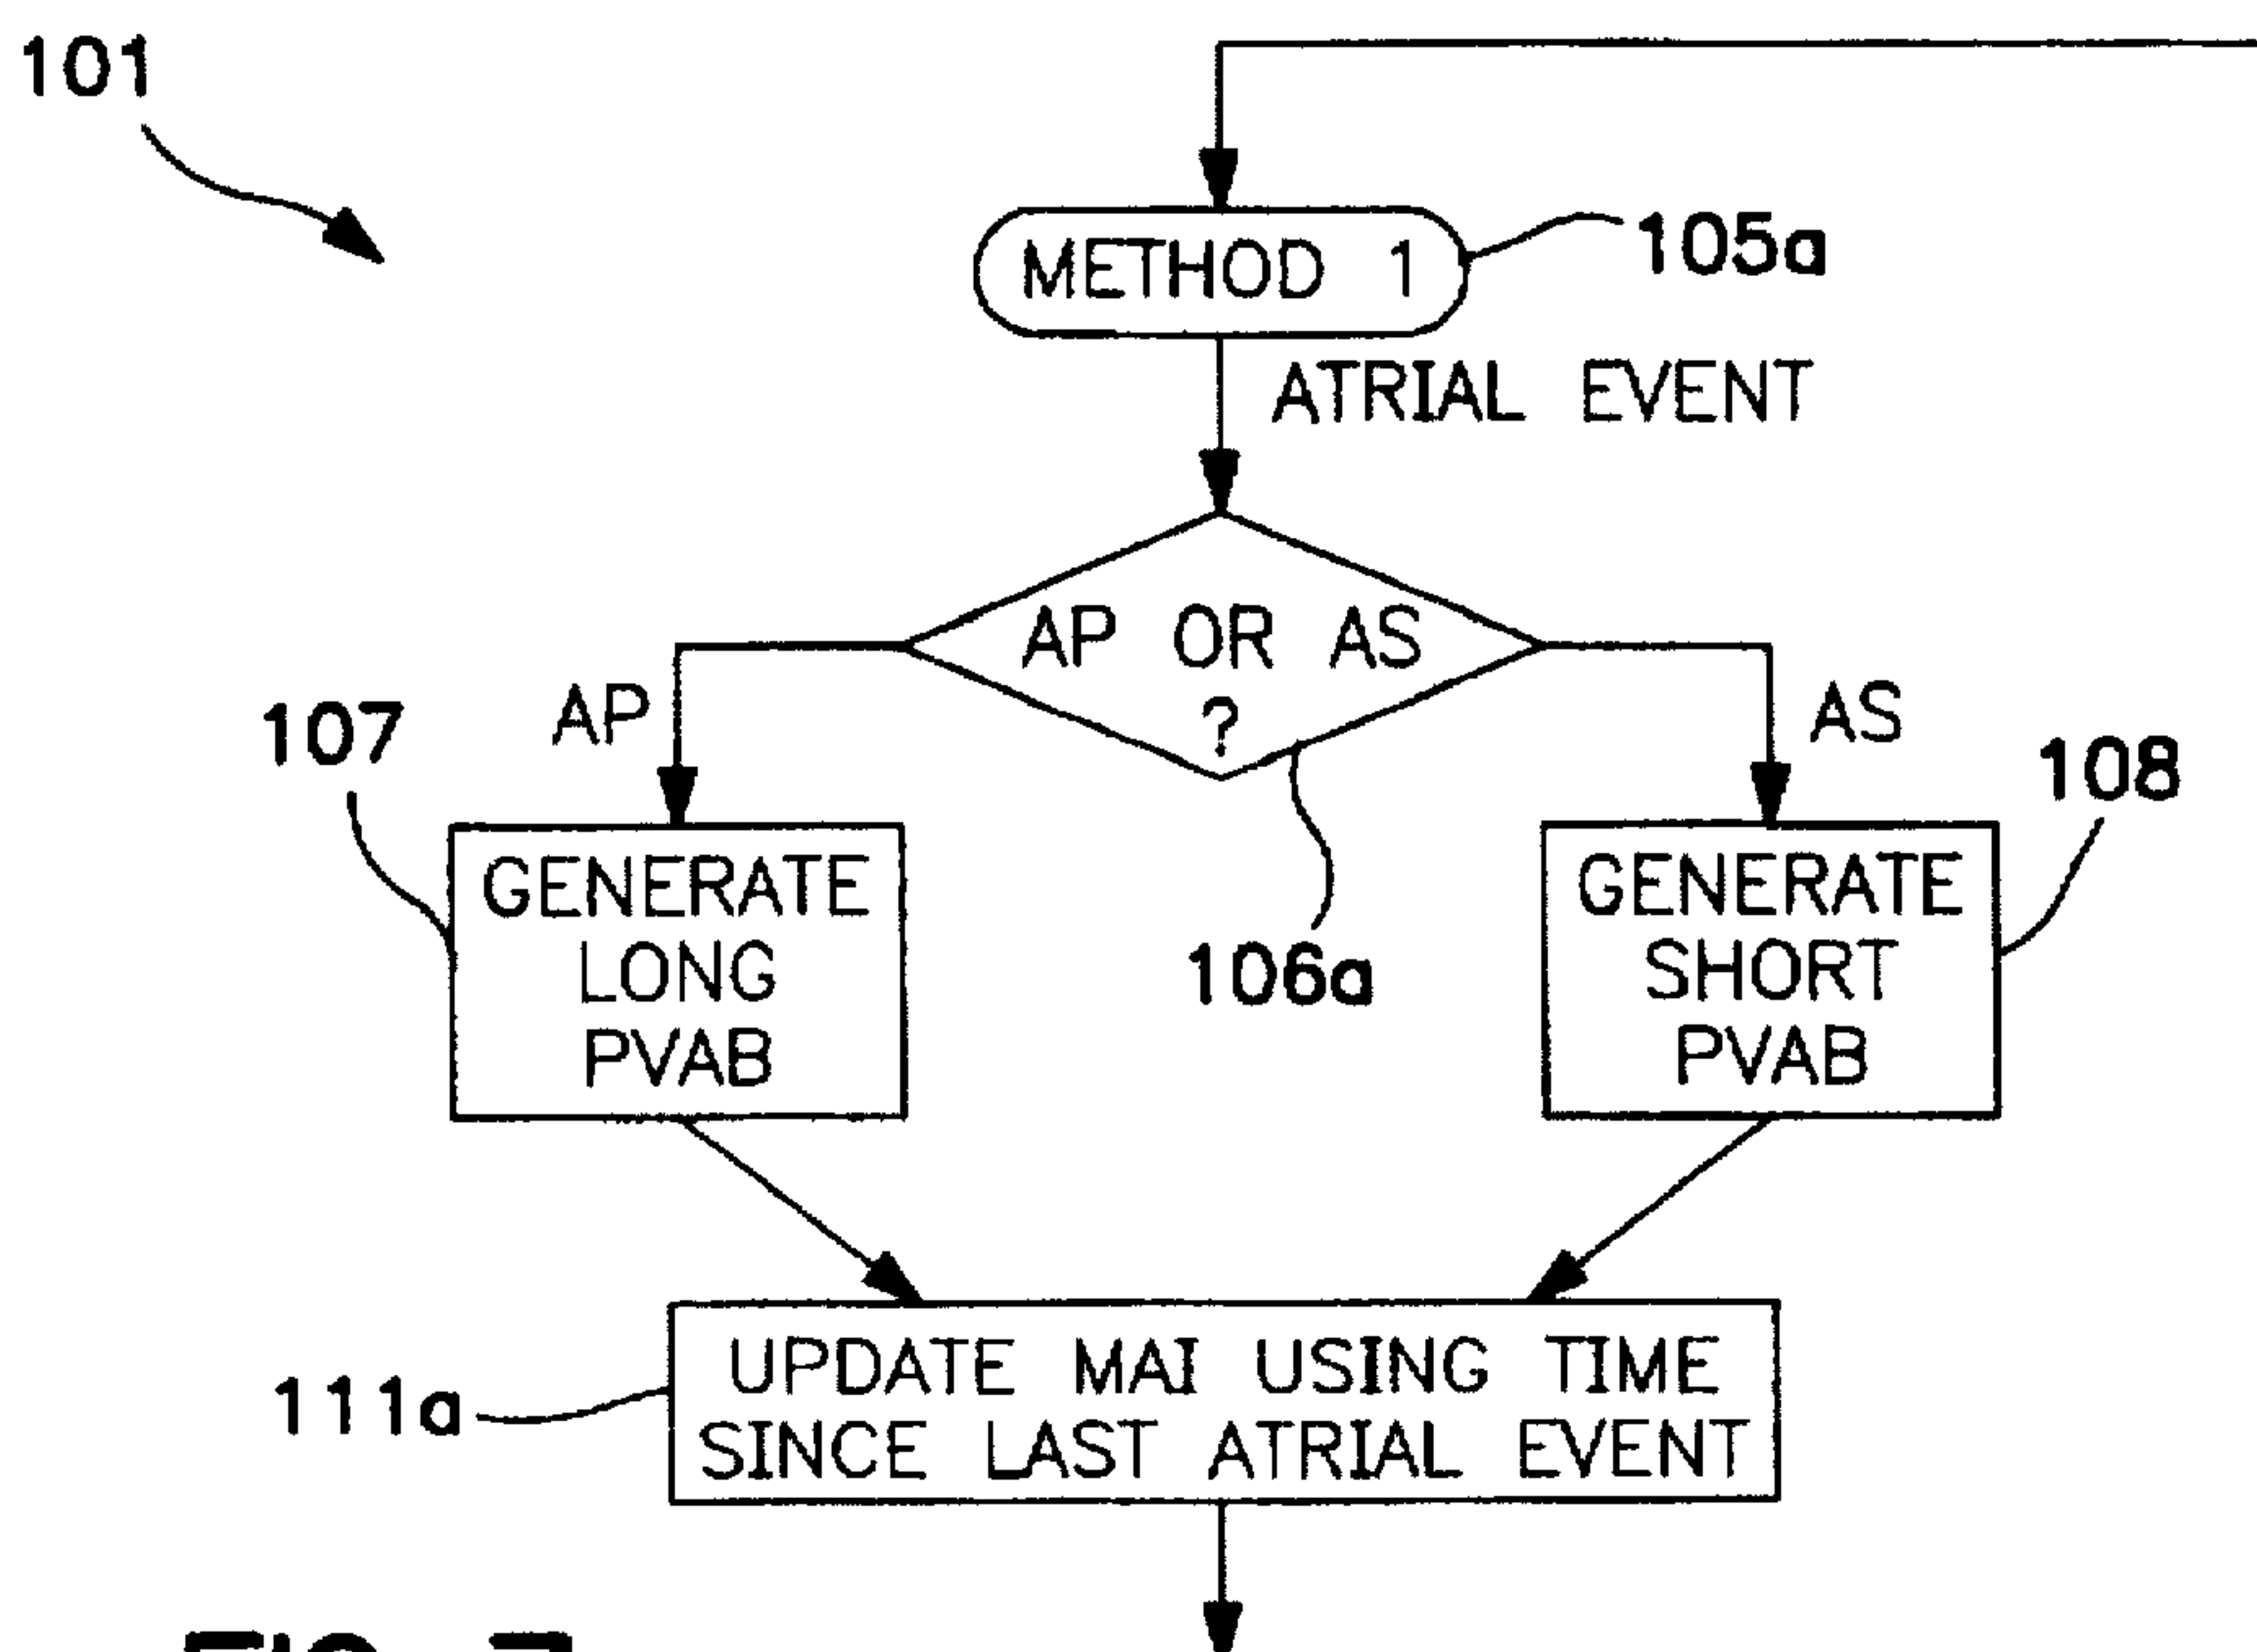 101
METHOD 1
105a
ATRIAL EVENT
AP OR AS
?
AP
AS
107
108
106a
GENERATE
LONG
PVAB
GENERATE
SHORT
PVAB
111a
UPDATE MAI USING TIME
SINCE LAST ATRIAL EVENT